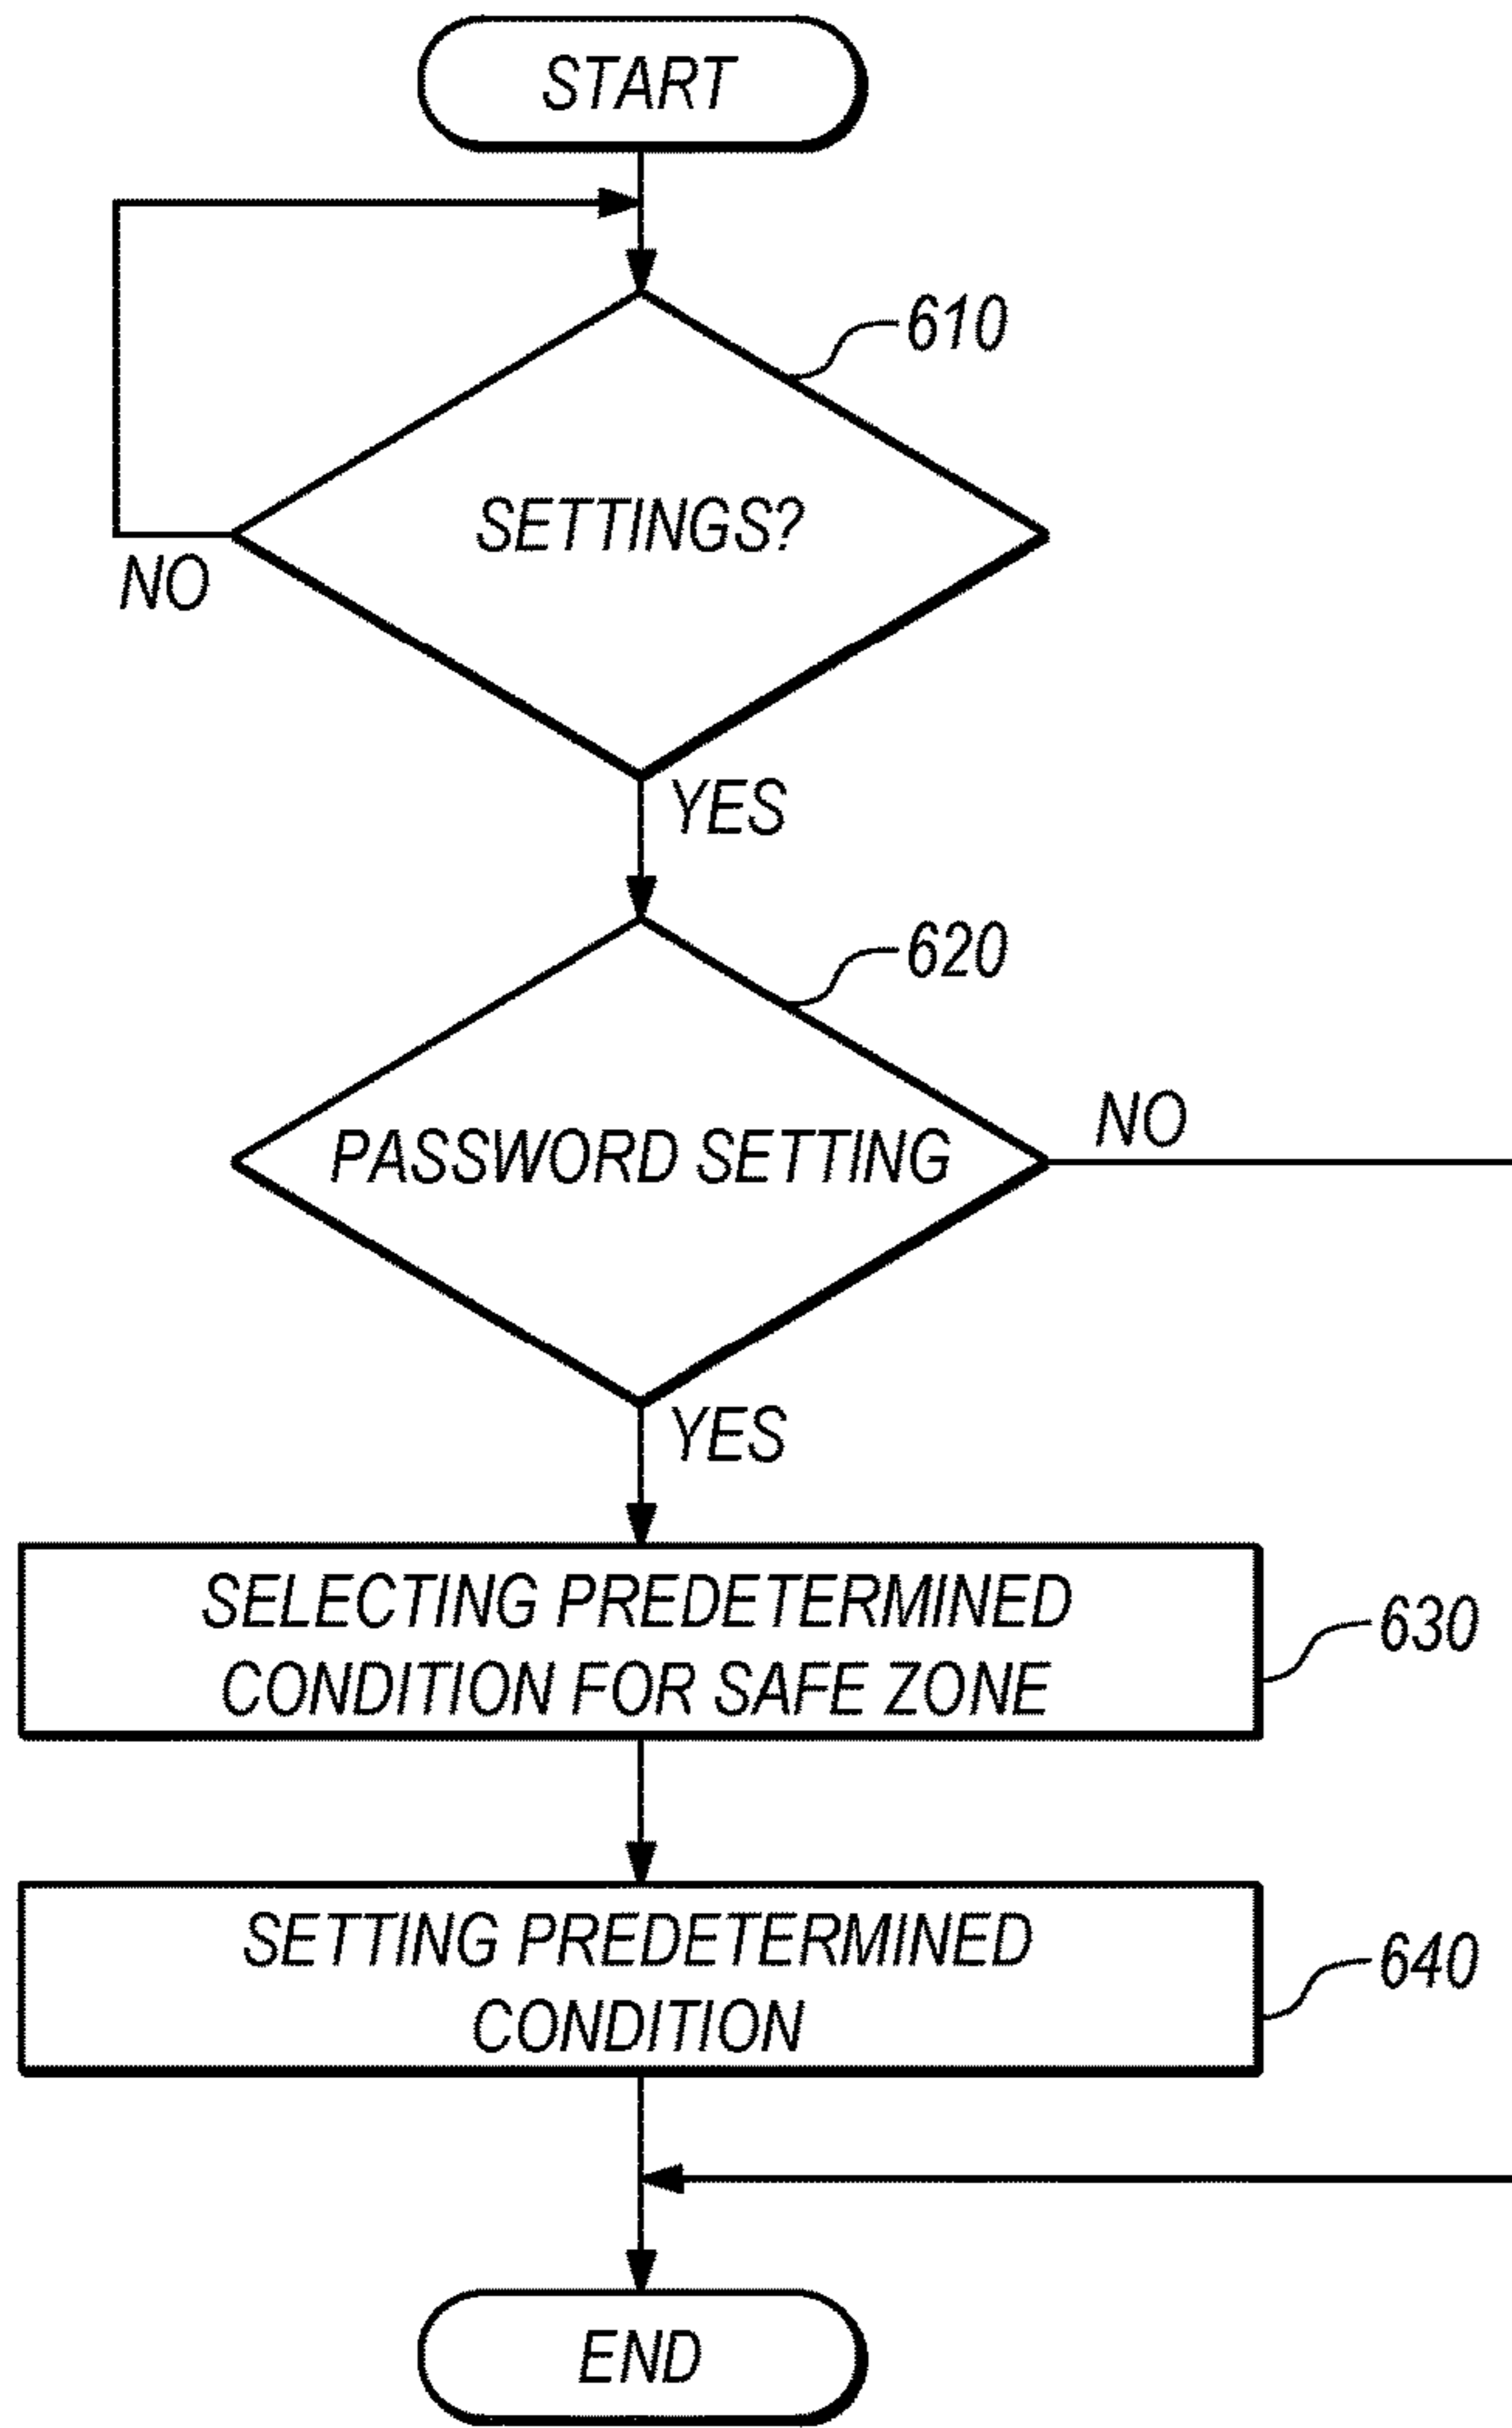 START
610
SETTINGS?
NO
YES
620
PASSWORD SETTING
NO
YES
SELECTING PREDETERMINED
CONDITION FOR SAFE ZONE
630
SETTING PREDETERMINED
CONDITION
640
END